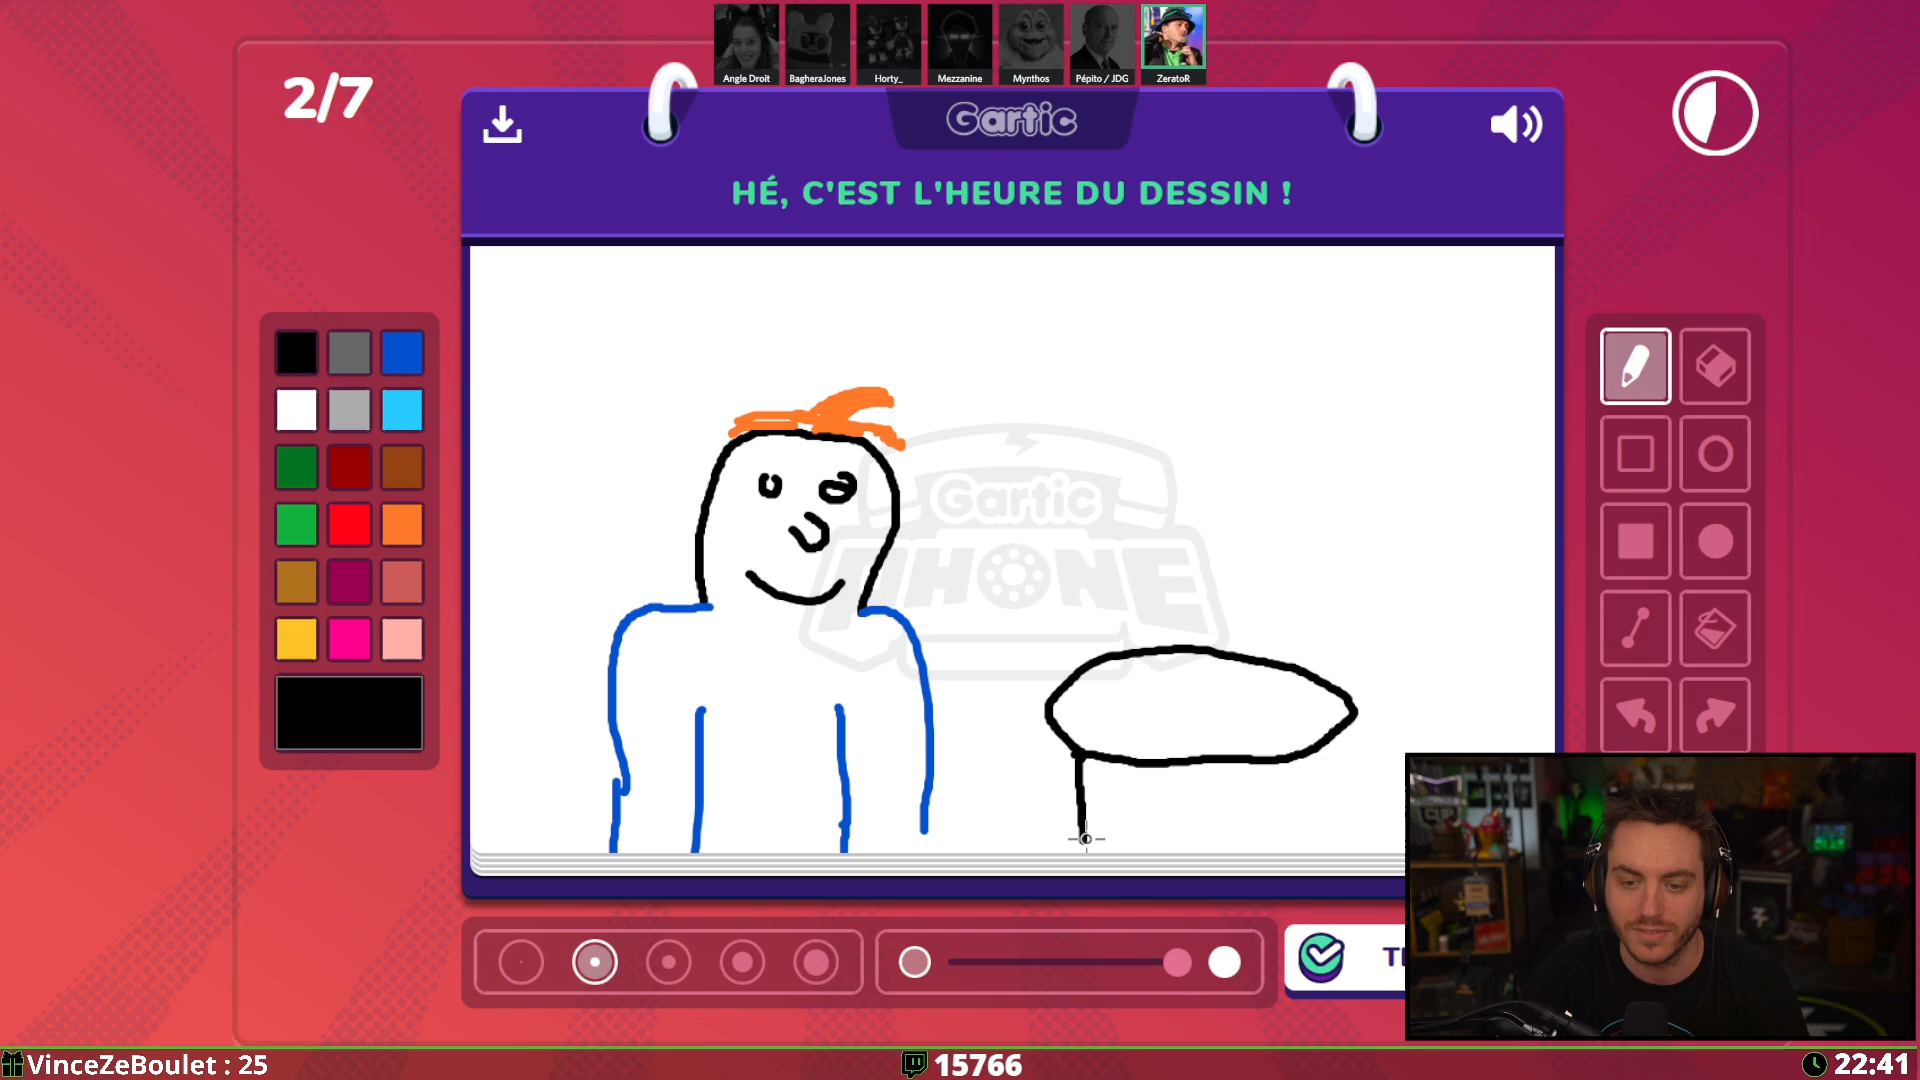 Angle Droit
BagheraJones
Horty_
Mezzanine
Mynthos
Pépito / JDG
ZeratoR
2/7
Gartic
HÉ, C'EST L'HEURE DU DESSIN !
Gartic
PHONE
VinceZeBoulet : 25
15766
22:41